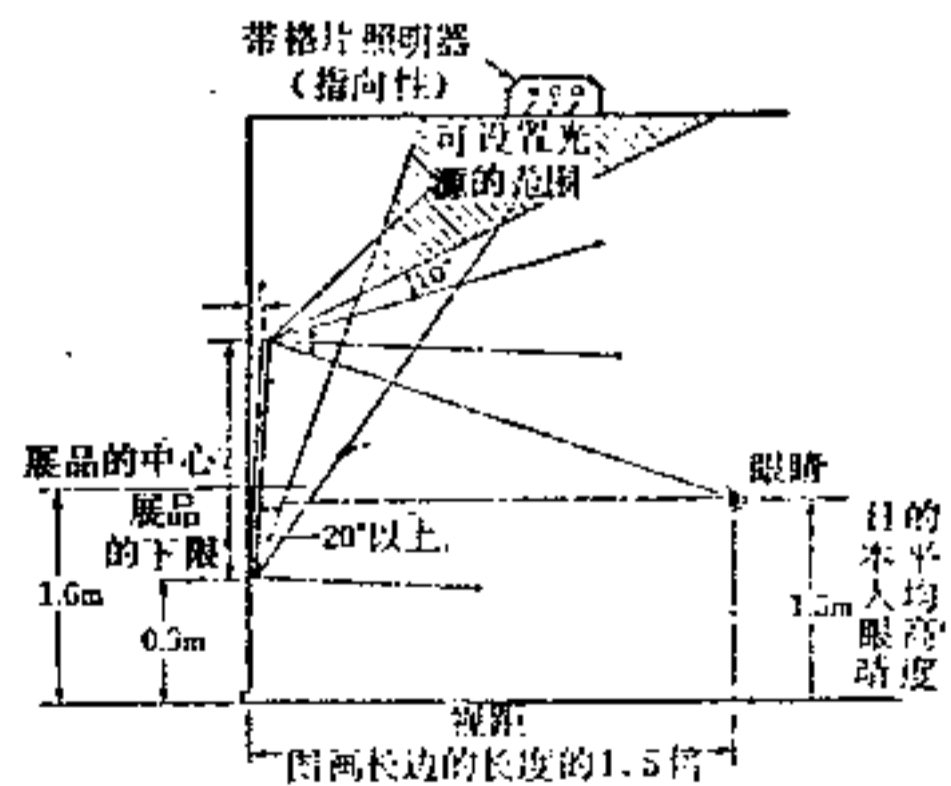 带格片照明器
(指向性)
可设置光
源的范围
10°
展品的中心
展品
的下限
20°以上
1.6m
眼睛
1.5m
目的
水平
人均
眼高
睛度
视距
图画长边的长度的1.5倍